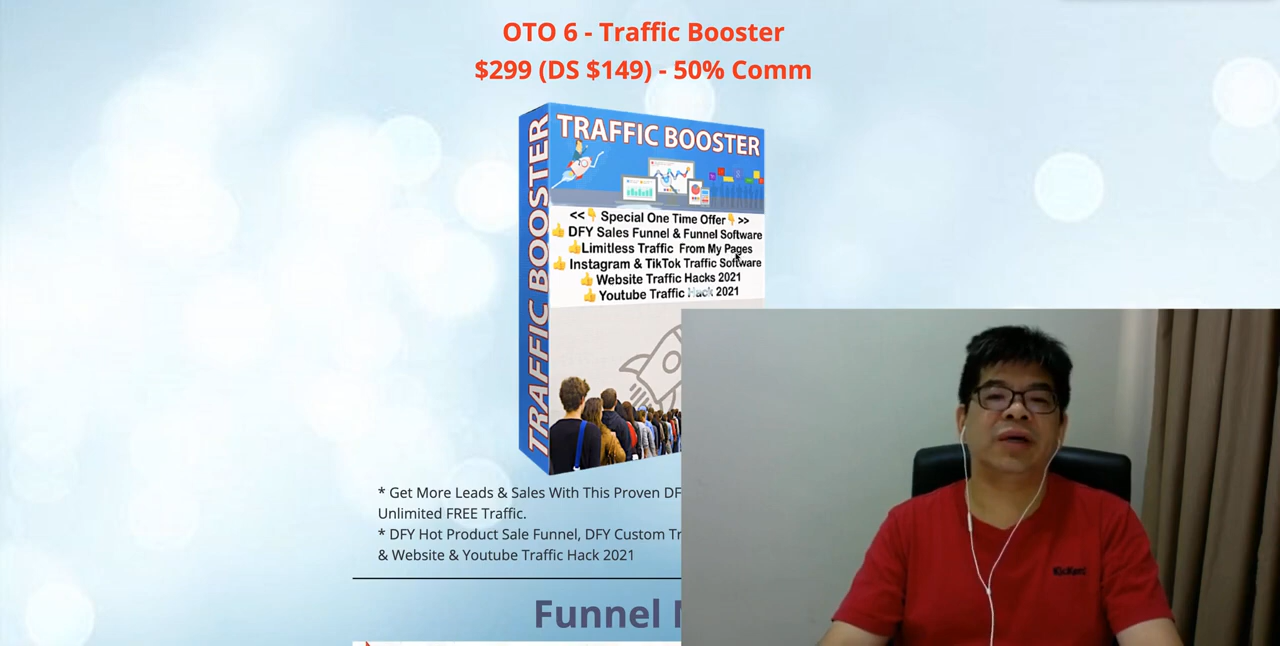 OTO 6 - Traffic Booster
$299 (DS $149) - 50% Comm
TRAFFIC BOOSTER
TRAFFIC BOOSTER
<<👇 Special One Time Offer👇 >>
👍 DFY Sales Funnel & Funnel Software
👍Limitless Traffic From My Pages
👍 Instagram & TikTok Traffic Software
👍 Website Traffic Hacks 2021
👍 Youtube Traffic Hack 2021
* Get More Leads & Sales With This Proven DF
Unlimited FREE Traffic.
* DFY Hot Product Sale Funnel, DFY Custom Tr
& Website & Youtube Traffic Hack 2021
Funnel